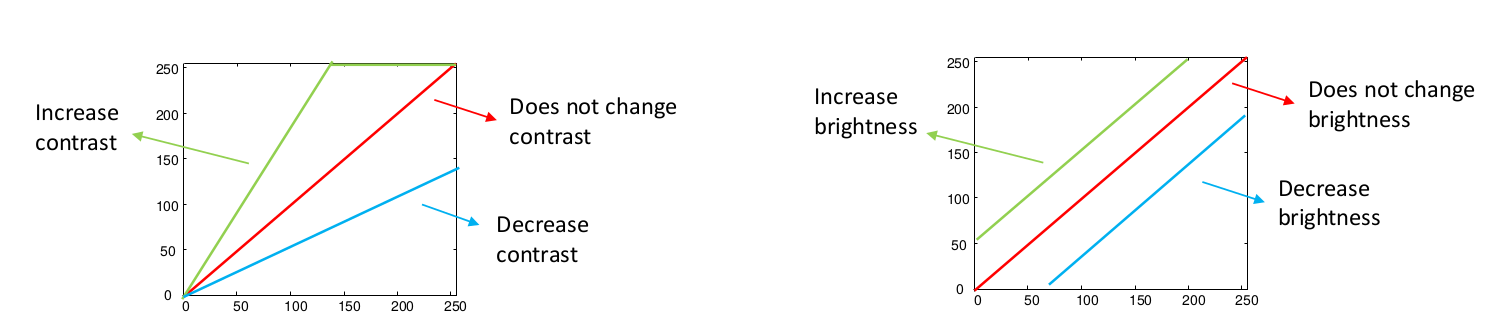 Increase
contrast
250
200
150
100
50
0
0 50 100 150 200 250
Does not change
contrast
Decrease
contrast
Increase
brightness
250
200
150
100
50
0
0 50 100 150 200 250
Does not change
brightness
Decrease
brightness